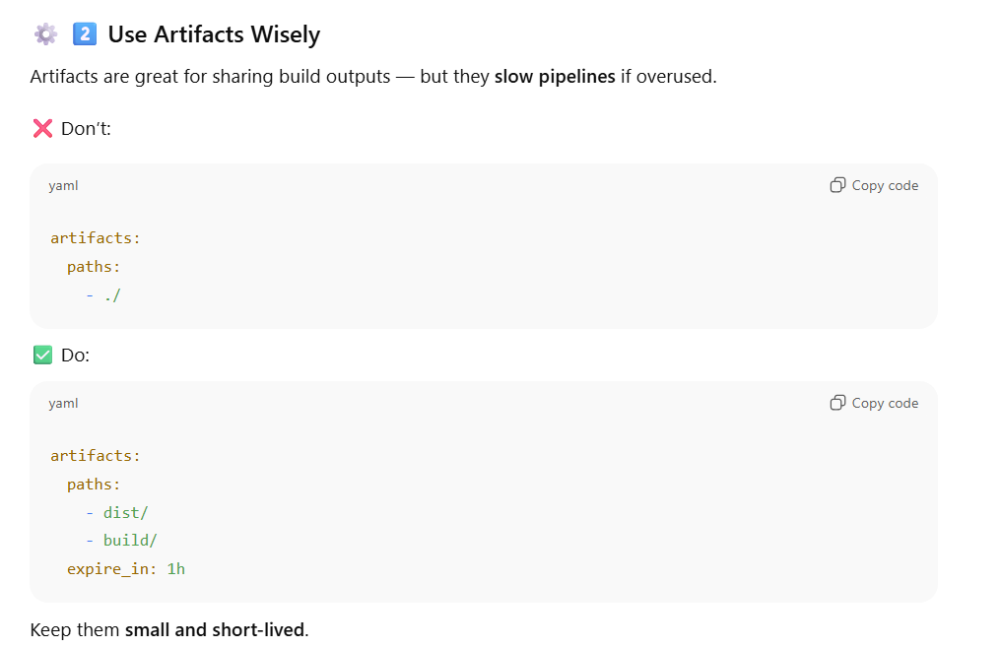 ⚙️ 2️⃣ Use Artifacts Wisely
Artifacts are great for sharing build outputs — but they slow pipelines if overused.
❌ Don't:
yaml Copy code
artifacts:
  paths:
    - ./
✅ Do:
yaml Copy code
artifacts:
  paths:
    - dist/
    - build/
  expire_in: 1h
Keep them small and short-lived.